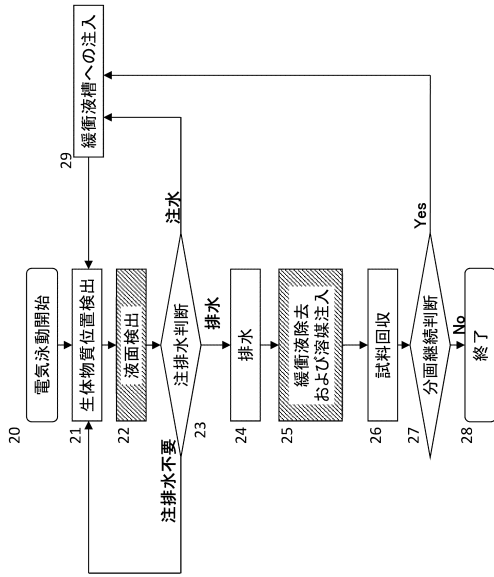 20
電気泳動開始
21
生体物質位置検出
22
液面検出
23
注排水判断
注排水不要
注水
排水
24
排水
25
緩衝液除去
および溶媒注入
26
試料回収
27
分画継続判断
Yes
No
28
終了
29
緩衝液槽への注入